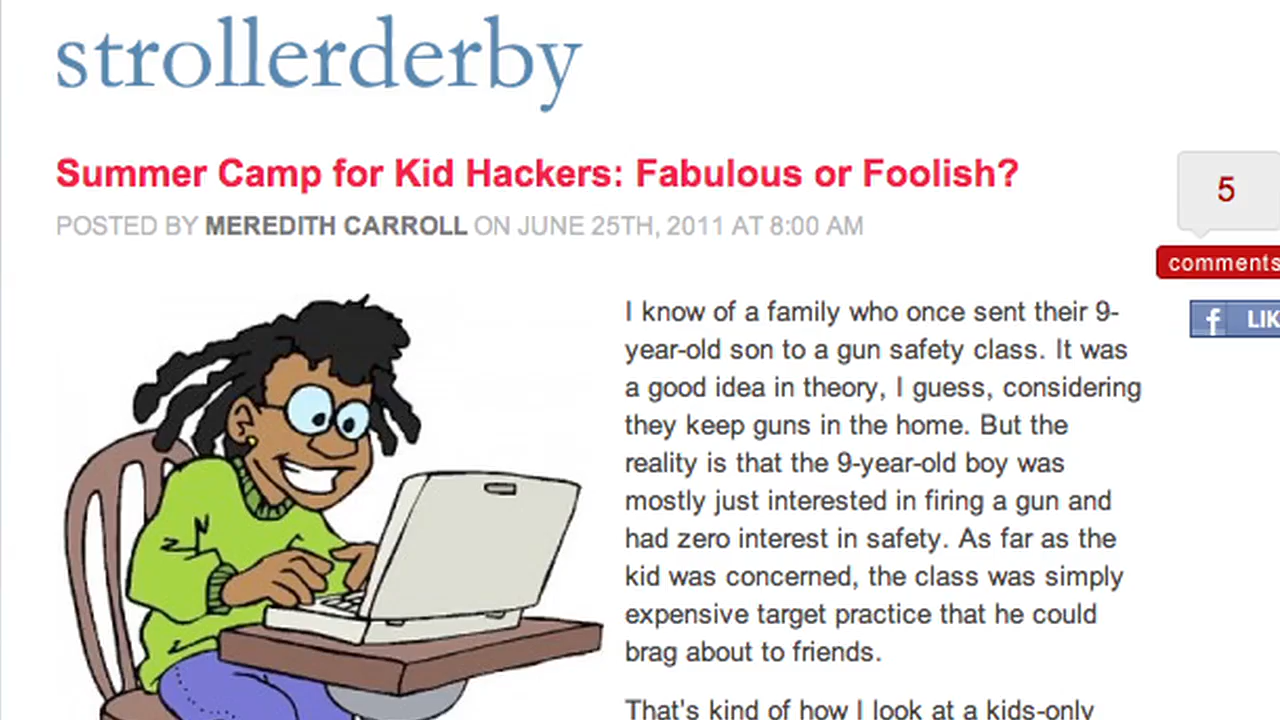 strollerderby
Summer Camp for Kid Hackers: Fabulous or Foolish?
POSTED BY MEREDITH CARROLL ON JUNE 25TH, 2011 AT 8:00 AM
5
comments
f LIK
I know of a family who once sent their 9-
year-old son to a gun safety class. It was
a good idea in theory, I guess, considering
they keep guns in the home. But the
reality is that the 9-year-old boy was
mostly just interested in firing a gun and
had zero interest in safety. As far as the
kid was concerned, the class was simply
expensive target practice that he could
brag about to friends.
That's kind of how I look at a kids-only